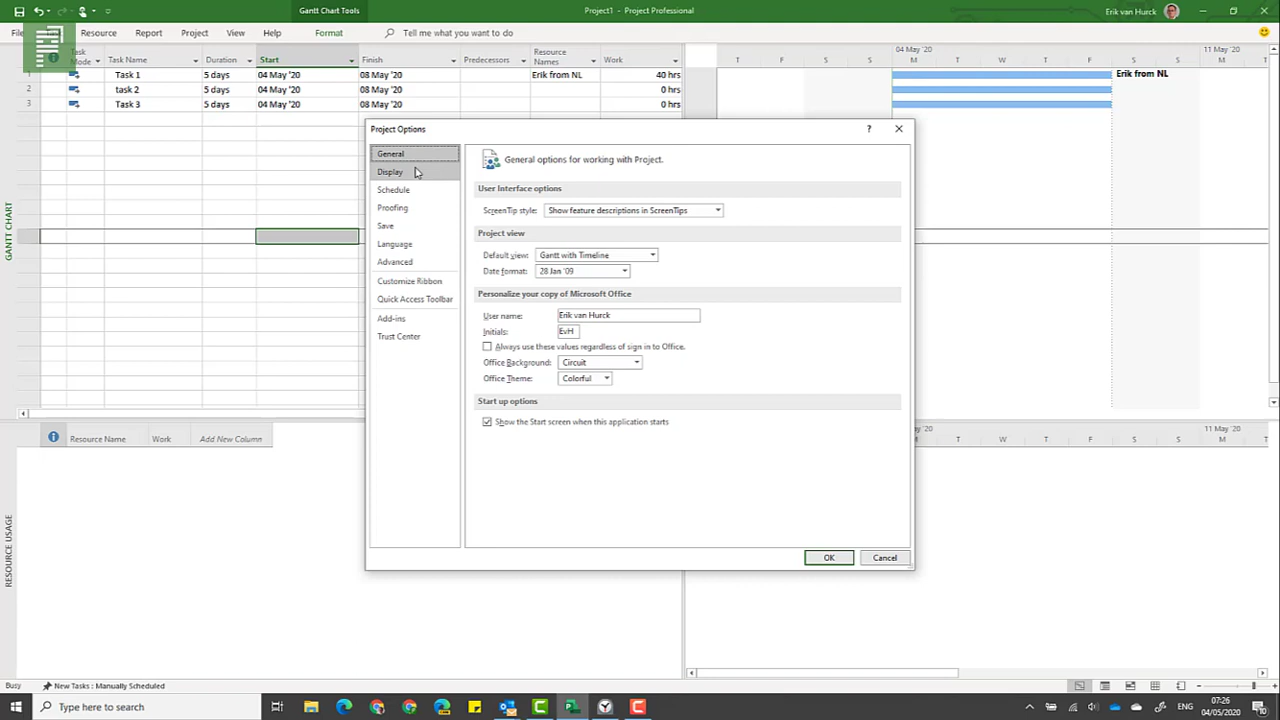 Gantt Chart Tools
Project1 - Project Professional
Erik van Hurck
Resource
Report
Project
View
Help
Format
Tell me what you want to do
Task Mode
Task Name
Duration
Start
Finish
Predecessors
Resource Names
Work
04 May '20
11 May '20
T F S S M T W T F S S M T
1 Task 1 5 days 04 May '20 08 May '20 Erik from NL 40 hrs
Erik from NL
2 task 2 5 days 04 May '20 08 May '20 0 hrs
3 Task 3 5 days 04 May '20 08 May '20 0 hrs
GANTT CHART
Project Options
?
General
Display
Schedule
Proofing
Save
Language
Advanced
Customize Ribbon
Quick Access Toolbar
Add-ins
Trust Center
General options for working with Project.
User Interface options
ScreenTip style: Show feature descriptions in ScreenTips
Project view
Default view: Gantt with Timeline
Date format: 28 Jan '09
Personalize your copy of Microsoft Office
User name: Erik van Hurck
Initials: EvH
Always use these values regardless of sign in to Office.
Office Background: Circuit
Office Theme: Colorful
Start up options
Show the Start screen when this application starts
OK
Cancel
Resource Name
Work
Add New Column
11 May '20
M T W T F S S M T
RESOURCE USAGE
Busy
New Tasks : Manually Scheduled
Type here to search
07:26
04/05/2020